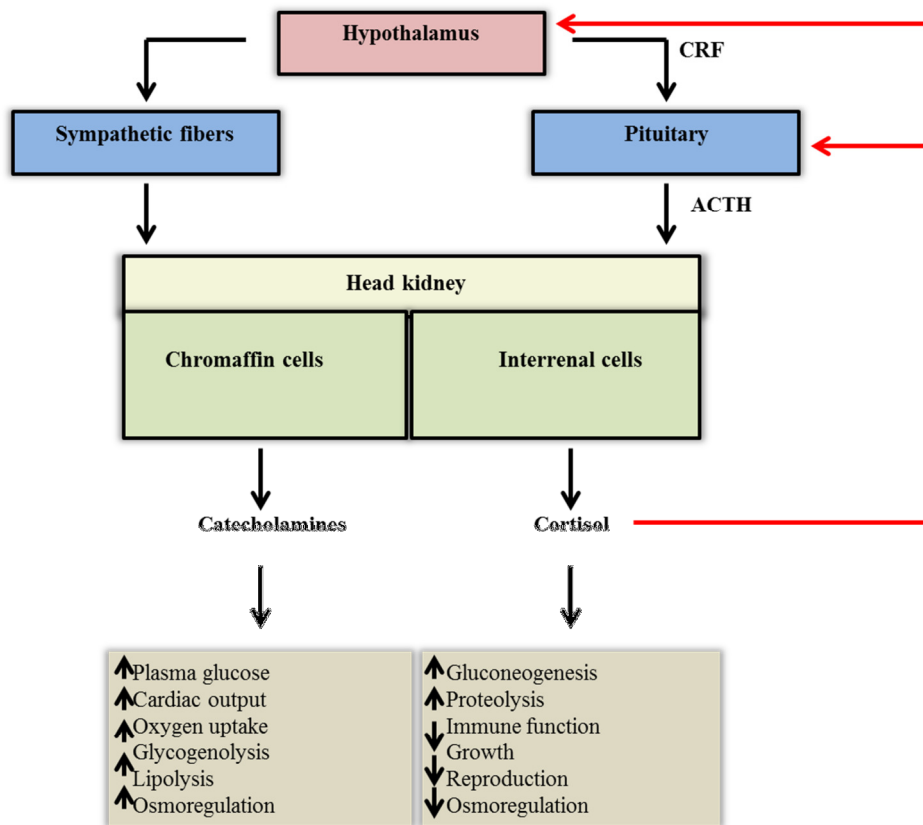 Hypothalamus
CRF
Sympathetic fibers
Pituitary
ACTH
Head kidney
Chromaffin cells
Interrenal cells
Catecholamines
Cortisol
Plasma glucose
Cardiac output
Oxygen uptake
Glycogenolysis
Lipolysis
Osmoregulation
Gluconeogenesis
Proteolysis
Immune function
Growth
Reproduction
Osmoregulation